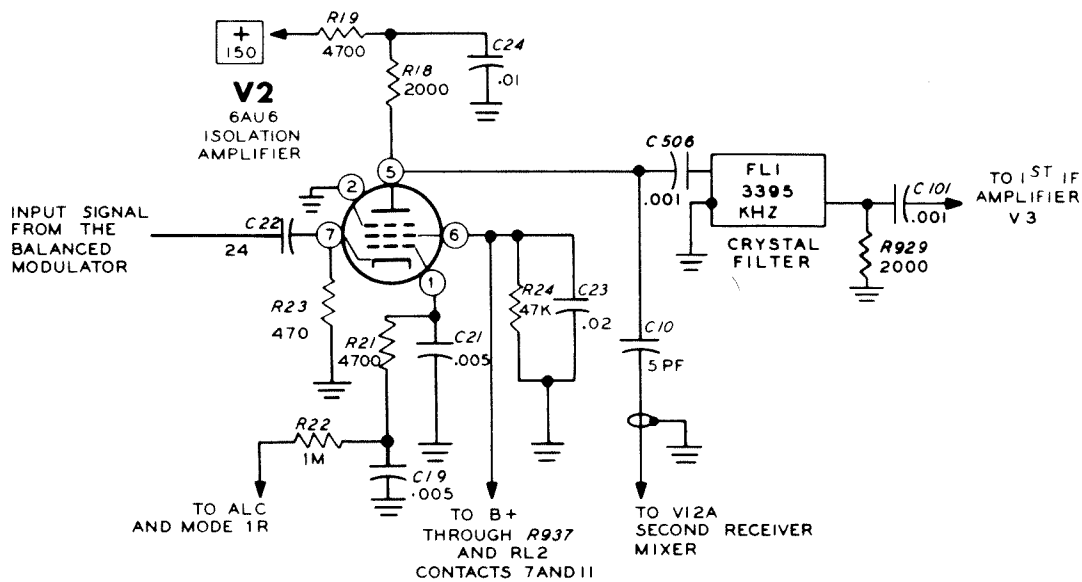 R19
4700
+
150
C24
.01
R18
2000
V2
6AU6
ISOLATION
AMPLIFIER
C506
.001
5
2
7
6
1
FL1
3395
KHZ
CRYSTAL
FILTER
C101
.001
TO 1ST IF
AMPLIFIER
V3
R929
2000
INPUT SIGNAL
FROM THE
BALANCED
MODULATOR
C22
24
R23
470
R21
4700
C21
.005
R24
47K
C23
.02
C10
5PF
R22
1M
C19
.005
TO ALC
AND MODE 1R
TO B+
THROUGH R937
AND RL2
CONTACTS 7 AND 11
TO V12A
SECOND RECEIVER
MIXER